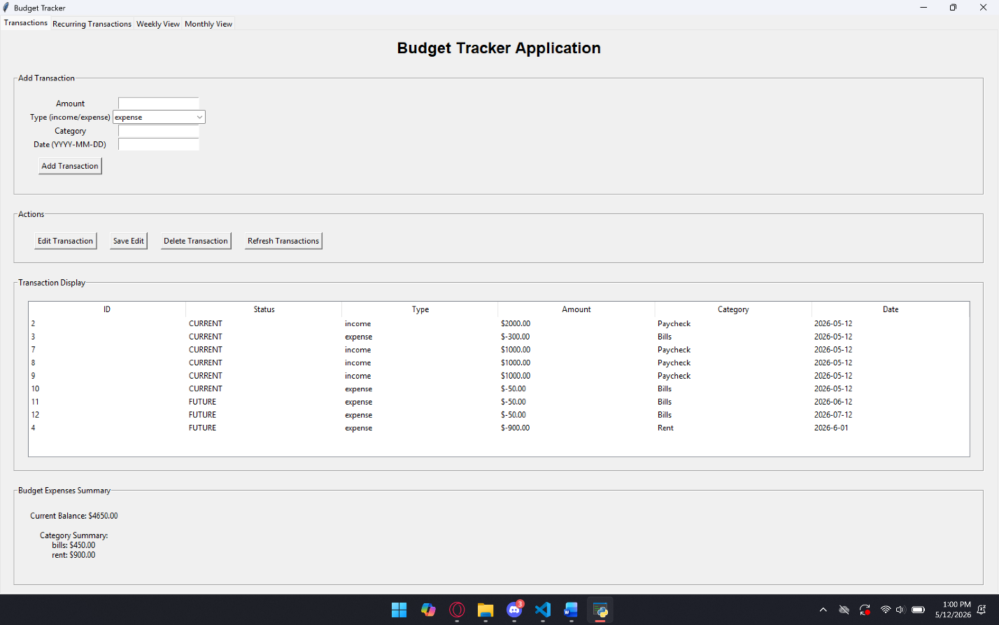 Budget Tracker
Transactions Recurring Transactions Weekly View Monthly View
Budget Tracker Application
Add Transaction
Amount
Type (income/expense) expense
Category
Date (YYYY-MM-DD)
Add Transaction
Actions
Edit Transaction Save Edit Delete Transaction Refresh Transactions
Transaction Display
ID Status Type Amount Category Date
2 CURRENT income $2000.00 Paycheck 2026-05-12
3 CURRENT expense $-300.00 Bills 2026-05-12
7 CURRENT income $1000.00 Paycheck 2026-05-12
8 CURRENT income $1000.00 Paycheck 2026-05-12
9 CURRENT income $1000.00 Paycheck 2026-05-12
10 CURRENT expense $-50.00 Bills 2026-05-12
11 FUTURE expense $-50.00 Bills 2026-06-12
12 FUTURE expense $-50.00 Bills 2026-07-12
4 FUTURE expense $-900.00 Rent 2026-6-01
Budget Expenses Summary
Current Balance: $4650.00
Category Summary:
bills: $450.00
rent: $900.00
3
1:00 PM
5/12/2026